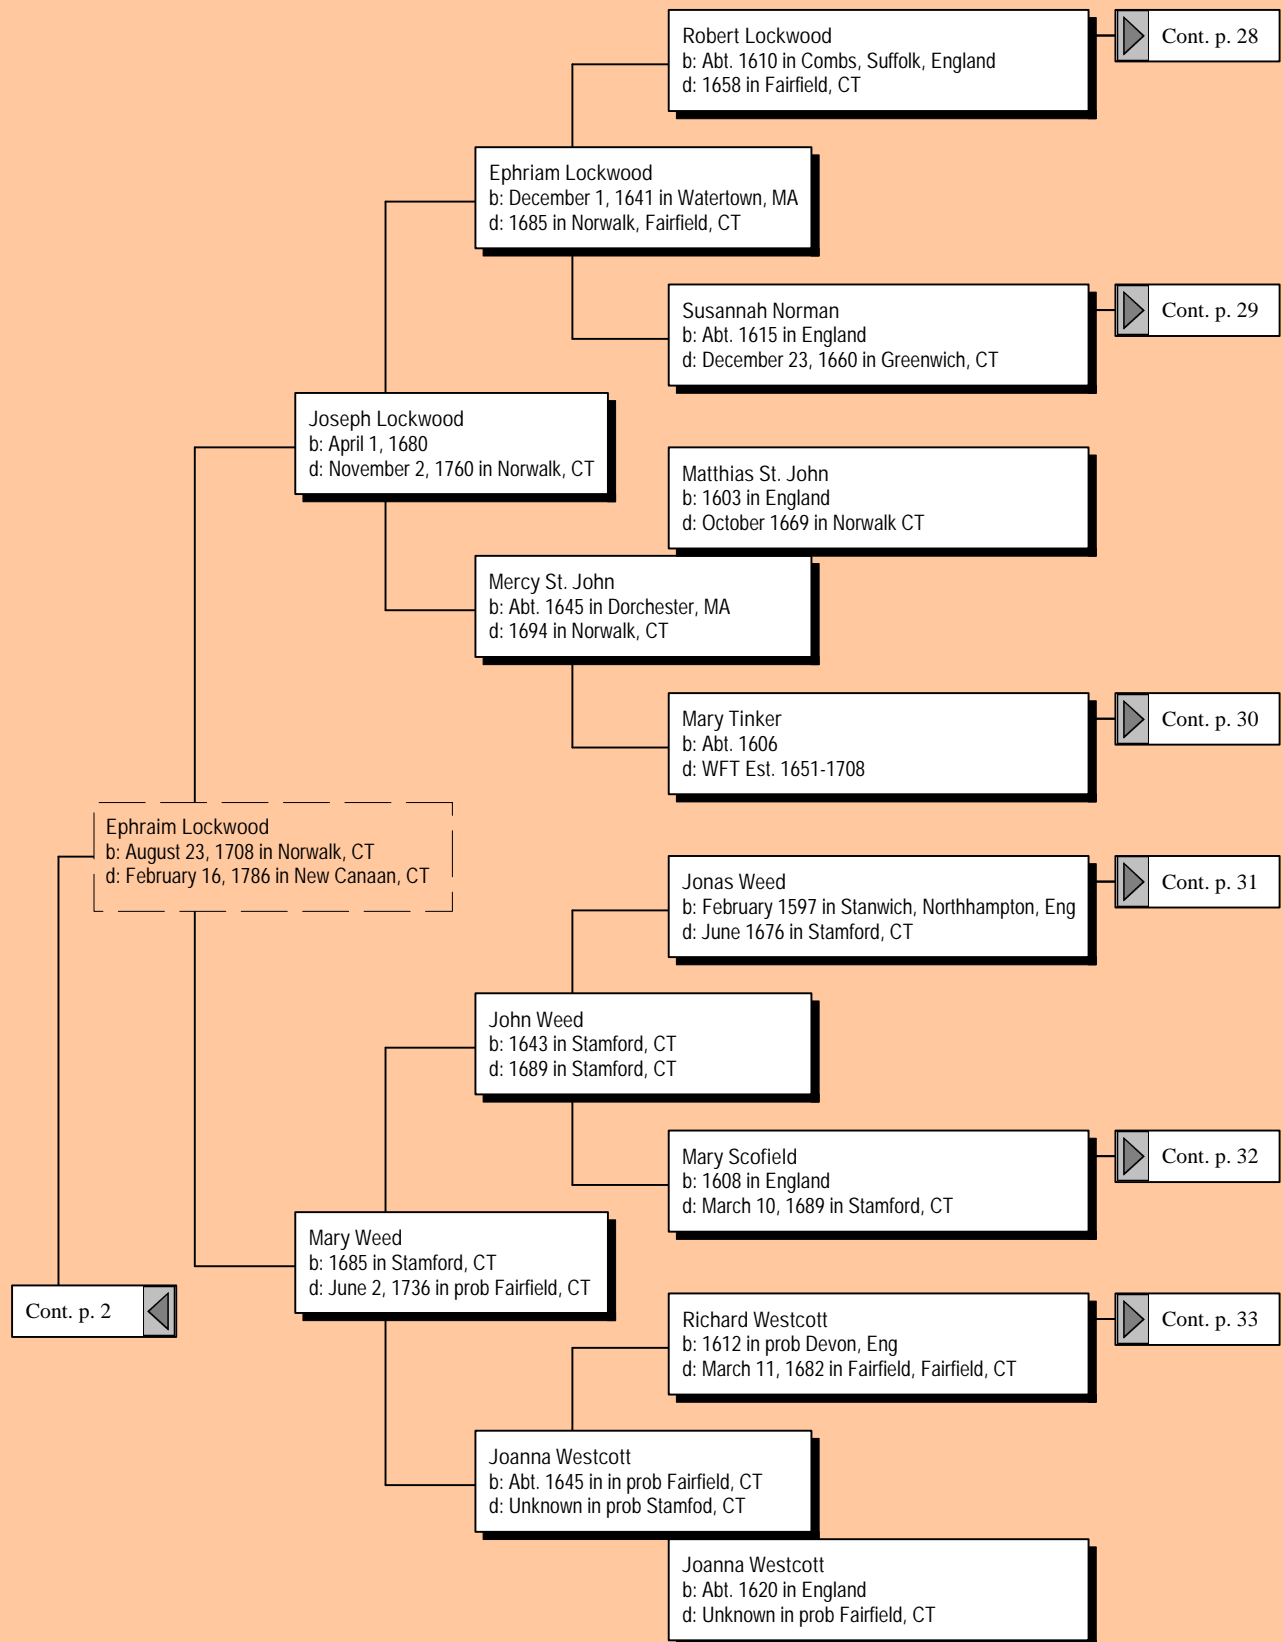 Robert Lockwood
b: Abt. 1610 in Combs, Suffolk, England
d: 1658 in Fairfield, CT
Cont. p. 28
Ephriam Lockwood
b: December 1, 1641 in Watertown, MA
d: 1685 in Norwalk, Fairfield, CT
Susannah Norman
b: Abt. 1615 in England
d: December 23, 1660 in Greenwich, CT
Cont. p. 29
Joseph Lockwood
b: April 1, 1680
d: November 2, 1760 in Norwalk, CT
Matthias St. John
b: 1603 in England
d: October 1669 in Norwalk CT
Mercy St. John
b: Abt. 1645 in Dorchester, MA
d: 1694 in Norwalk, CT
Mary Tinker
b: Abt. 1606
d: WFT Est. 1651-1708
Cont. p. 30
Ephraim Lockwood
b: August 23, 1708 in Norwalk, CT
d: February 16, 1786 in New Canaan, CT
Jonas Weed
b: February 1597 in Stanwich, Northhampton, Eng
d: June 1676 in Stamford, CT
Cont. p. 31
John Weed
b: 1643 in Stamford, CT
d: 1689 in Stamford, CT
Mary Scofield
b: 1608 in England
d: March 10, 1689 in Stamford, CT
Cont. p. 32
Mary Weed
b: 1685 in Stamford, CT
d: June 2, 1736 in prob Fairfield, CT
Cont. p. 2
Richard Westcott
b: 1612 in prob Devon, Eng
d: March 11, 1682 in Fairfield, Fairfield, CT
Cont. p. 33
Joanna Westcott
b: Abt. 1645 in in prob Fairfield, CT
d: Unknown in prob Stamfod, CT
Joanna Westcott
b: Abt. 1620 in England
d: Unknown in prob Fairfield, CT